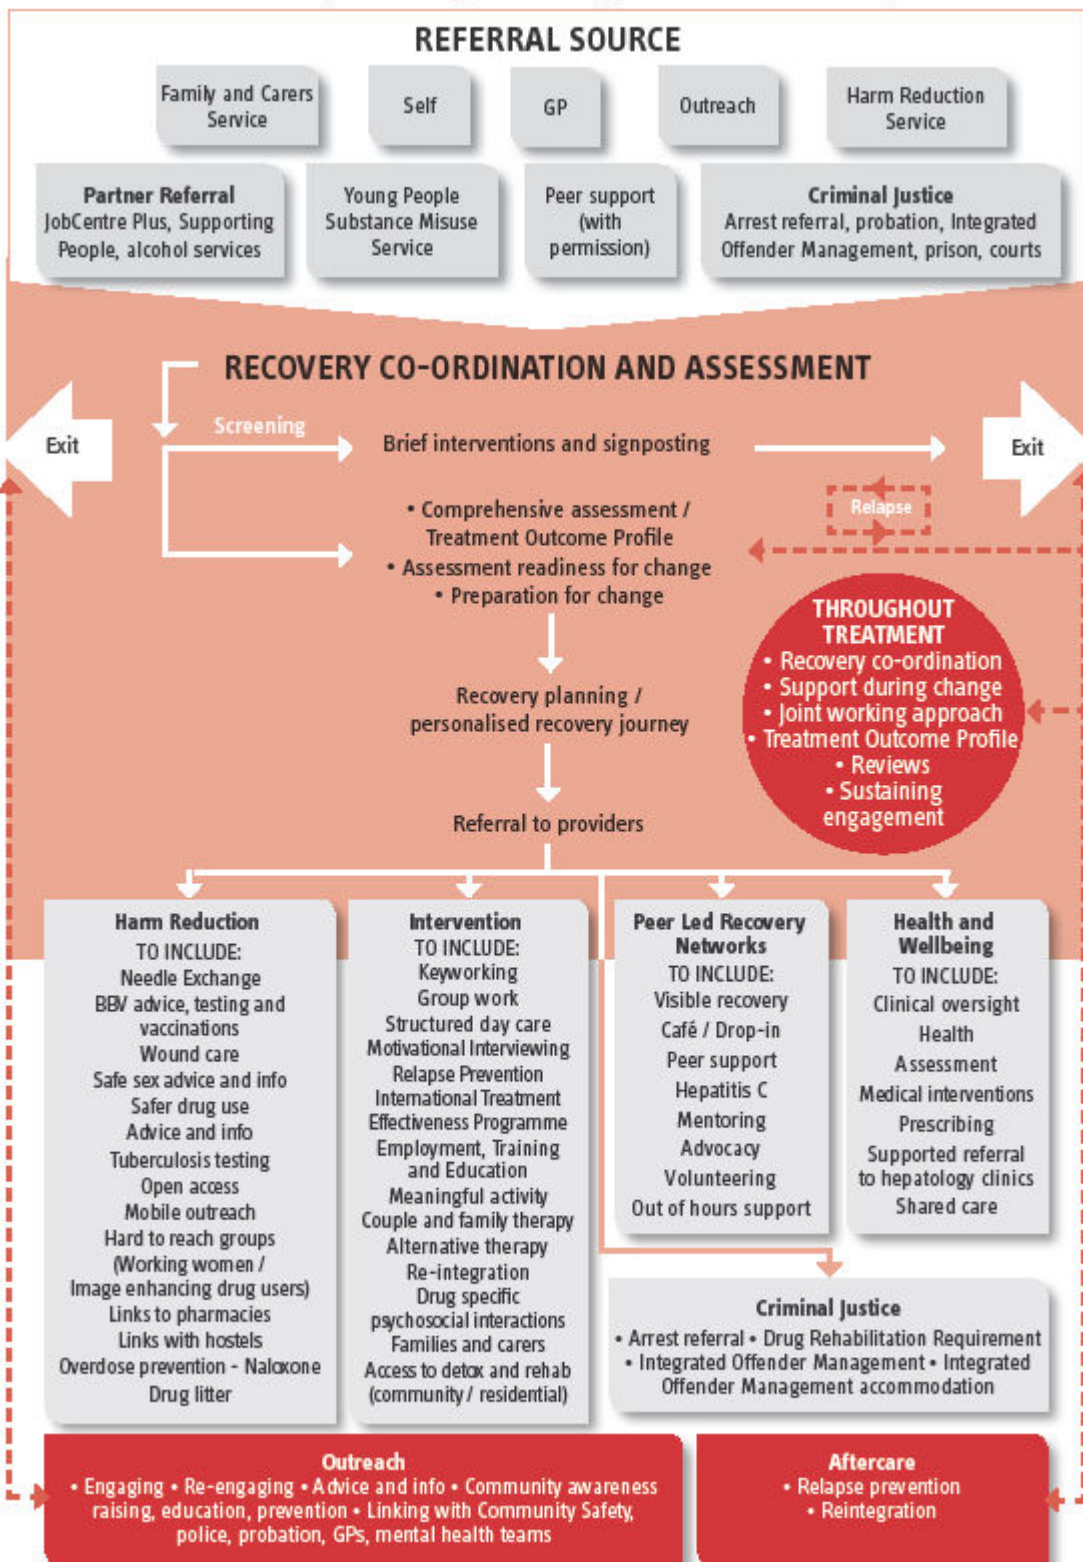 REFERRAL SOURCE
Family and Carers
Service
Self
GP
Outreach
Harm Reduction
Service
Partner Referral
JobCentre Plus, Supporting
People, alcohol services
Young People
Substance Misuse
Service
Peer support
(with
permission)
Criminal Justice
Arrest referral, probation, Integrated
Offender Management, prison, courts
RECOVERY CO-ORDINATION AND ASSESSMENT
Exit
Screening
Brief interventions and signposting
Exit
• Comprehensive assessment /
Treatment Outcome Profile
• Assessment readiness for change
• Preparation for change
Relapse
THROUGHOUT
TREATMENT
• Recovery co-ordination
• Support during change
• Joint working approach
• Treatment Outcome Profile
• Reviews
• Sustaining
engagement
Recovery planning /
personalised recovery journey
Referral to providers
Harm Reduction
TO INCLUDE:
Needle Exchange
BBV advice, testing and
vaccinations
Wound care
Safe sex advice and info
Safer drug use
Advice and info
Tuberculosis testing
Open access
Mobile outreach
Hard to reach groups
(Working women /
Image enhancing drug users)
Links to pharmacies
Links with hostels
Overdose prevention - Naloxone
Drug litter
Intervention
TO INCLUDE:
Keyworking
Group work
Structured day care
Motivational Interviewing
Relapse Prevention
International Treatment
Effectiveness Programme
Employment, Training
and Education
Meaningful activity
Couple and family therapy
Alternative therapy
Re-integration
Drug specific
psychosocial interactions
Families and carers
Access to detox and rehab
(community / residential)
Peer Led Recovery
Networks
TO INCLUDE:
Visible recovery
Café / Drop-in
Peer support
Hepatitis C
Mentoring
Advocacy
Volunteering
Out of hours support
Health and
Wellbeing
TO INCLUDE:
Clinical oversight
Health
Assessment
Medical interventions
Prescribing
Supported referral
to hepatology clinics
Shared care
Criminal Justice
• Arrest referral • Drug Rehabilitation Requirement
• Integrated Offender Management • Integrated
Offender Management accommodation
Outreach
• Engaging • Re-engaging • Advice and info • Community awareness
raising, education, prevention • Linking with Community Safety,
police, probation, GPs, mental health teams
Aftercare
• Relapse prevention
• Reintegration